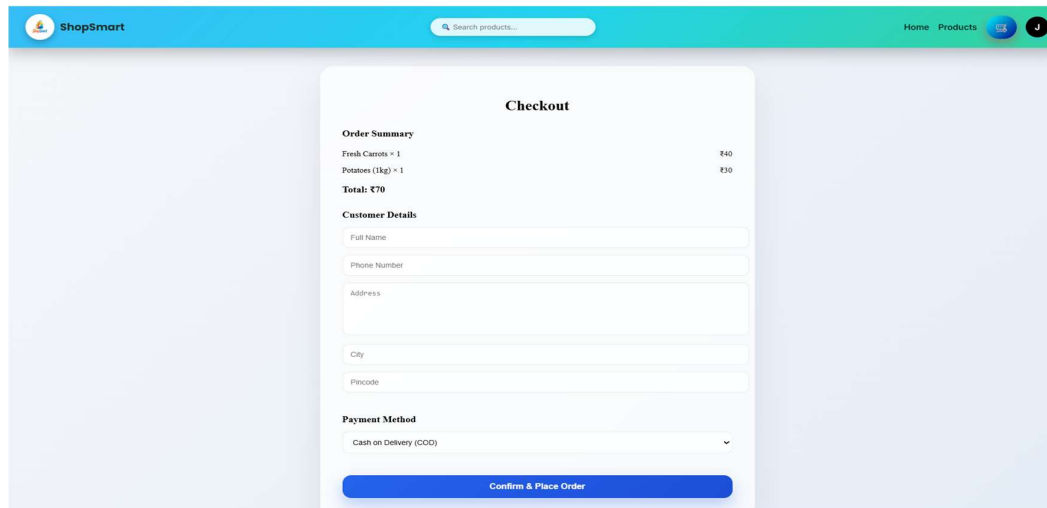 ShopSmart
Search products...
Home Products
J
Checkout
Order Summary
Fresh Carrots × 1 ₹40
Potatoes (1kg) × 1 ₹30
Total: ₹70
Customer Details
Full Name
Phone Number
Address
City
Pincode
Payment Method
Cash on Delivery (COD)
Confirm & Place Order